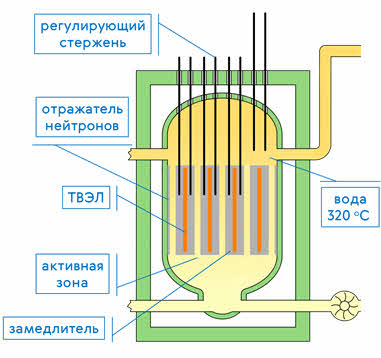 регулирующий
стержень
отражатель
нейтронов
ТВЭЛ
вода
320 °C
активная
зона
замедлитель